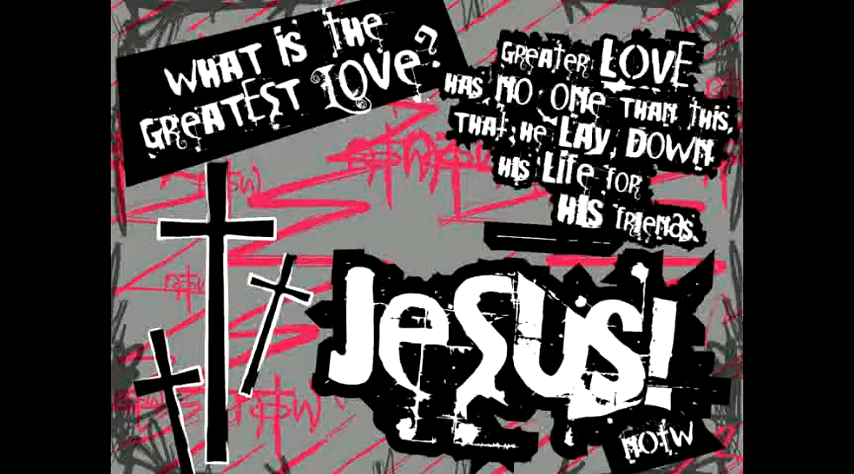 WHAT IS THE
GREATEST LOVE?
GREATER LOVE
HAS NO ONE THAN THIS,
THAT, HE LAY, DOWN
HIS LIFE FOR
HIS FRIENDS.
JESUS!
NOTW